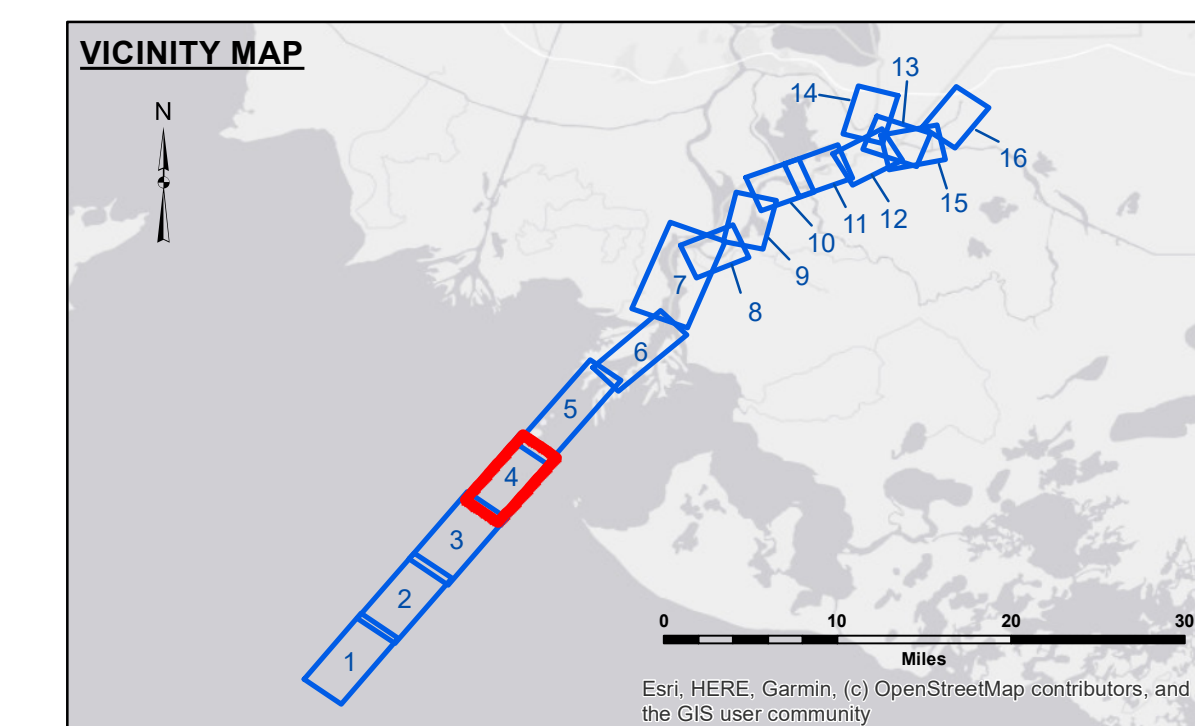 VICINITY MAP
N
13
14
16
15
12
11
10
9
7
8
6
5
4
3
2
1
0 10 20 30
Miles
Esri, HERE, Garmin, (c) OpenStreetMap contributors, and
the GIS user community